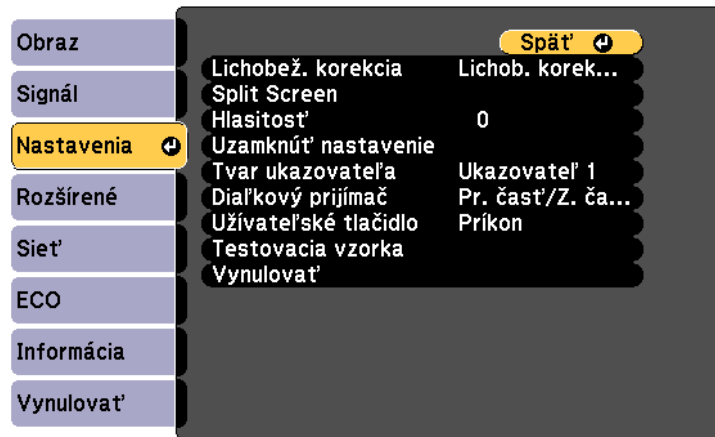 Obraz
Signál
Nastavenia
Rozšírené
Sieť
ECO
Informácia
Vynulovať
Späť
Lichobež. korekcia Lichob. korek...
Split Screen
Hlasitosť 0
Uzamknúť nastavenie
Tvar ukazovateľa Ukazovateľ 1
Diaľkový prijímač Pr. časť/Z. ča...
Užívateľské tlačidlo Príkon
Testovacia vzorka
Vynulovať